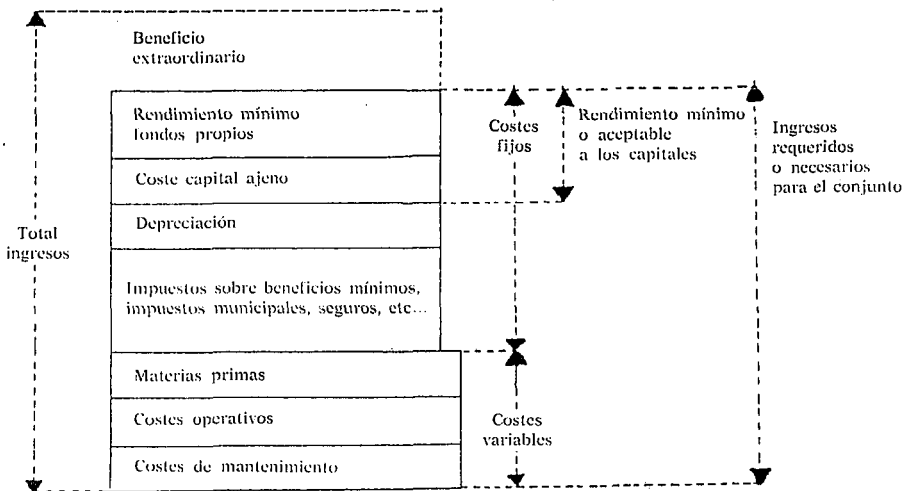 Beneficio
extraordinario
Rendimiento mínimo
fondos propios
Coste capital ajeno
Depreciación
Impuestos sobre beneficios mínimos,
impuestos municipales, seguros, etc...
Materias primas
Costes operativos
Costes de mantenimiento
Total
ingresos
Costes
fijos
Costes
variables
Rendimiento mínimo
o aceptable
a los capitales
Ingresos
requeridos
o necesarios
para el conjunto